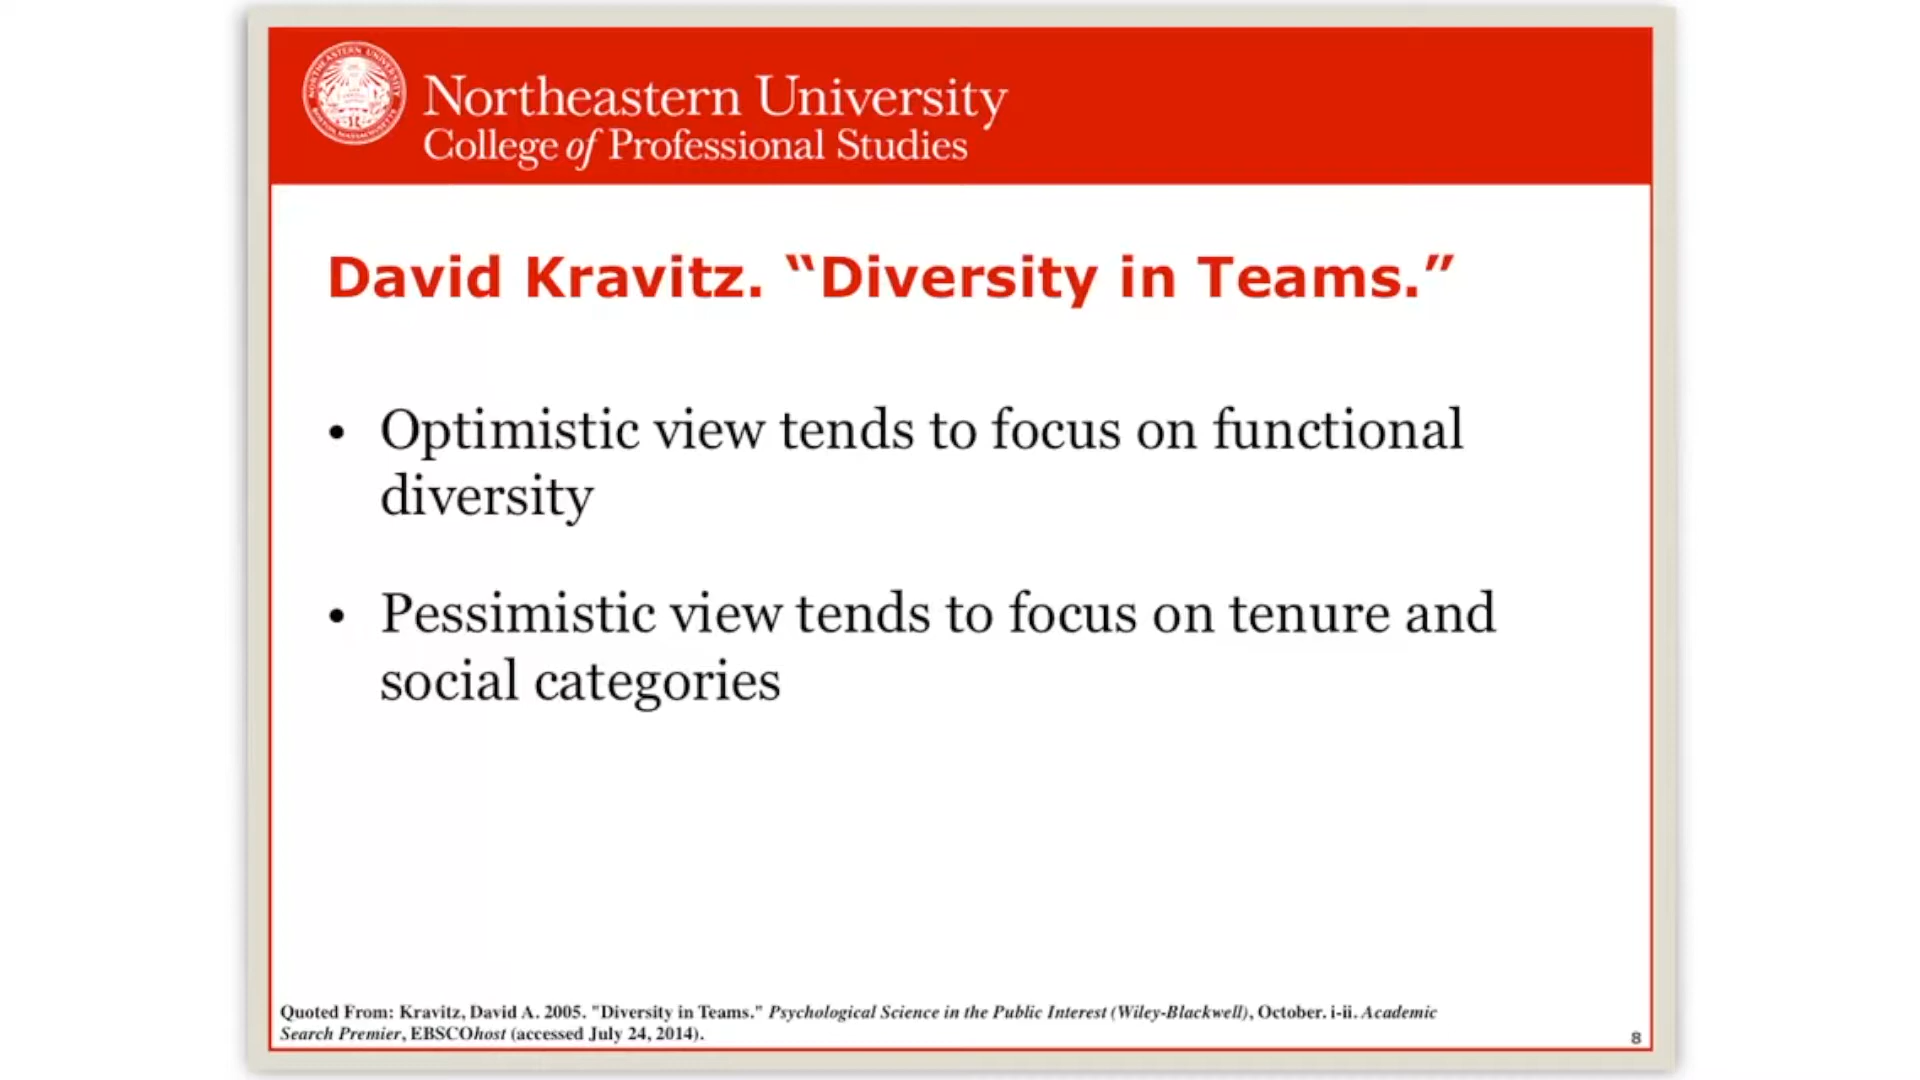 Northeastern University
College of Professional Studies
David Kravitz. “Diversity in Teams.”
• Optimistic view tends to focus on functional
diversity
• Pessimistic view tends to focus on tenure and
social categories
Quoted From: Kravitz, David A. 2005. "Diversity in Teams." Psychological Science in the Public Interest (Wiley-Blackwell), October. i-ii. Academic
Search Premier, EBSCOhost (accessed July 24, 2014).
8